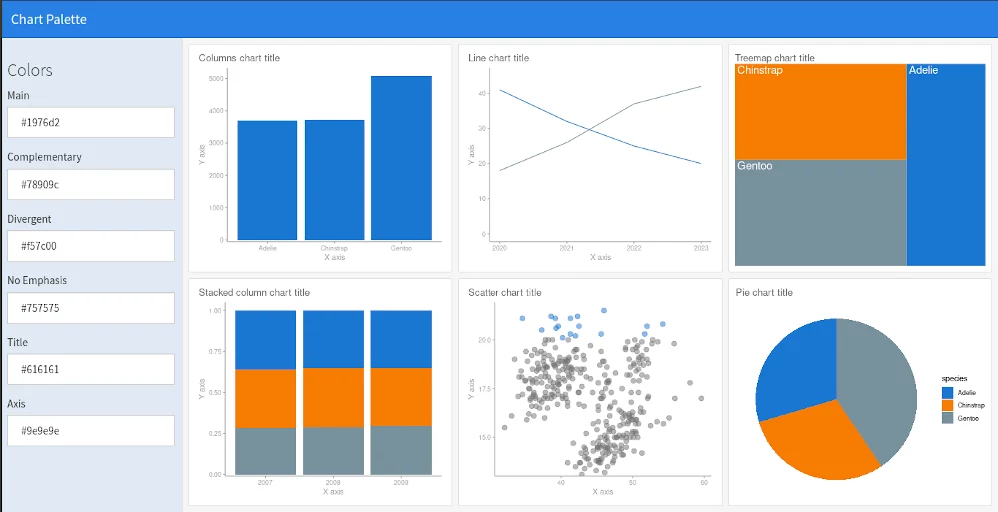 Chart Palette
Colors
Main
#1976d2
Complementary
#78909c
Divergent
#f57c00
No Emphasis
#757575
Title
#616161
Axis
#9e9e9e
Columns chart title
5000
4000
3000
2000
1000
0
Y axis
Adelie Chinstrap Gentoo
X axis
Line chart title
40
30
20
10
0
Y axis
2020 2021 2022 2023
X axis
Treemap chart title
Chinstrap
Adelie
Gentoo
Stacked column chart title
1.00
0.75
0.50
0.25
0.00
Y axis
2007 2008 2009
X axis
Scatter chart title
20.0
17.5
15.0
Y axis
40 50 60
X axis
Pie chart title
species
Adelie
Chinstrap
Gentoo